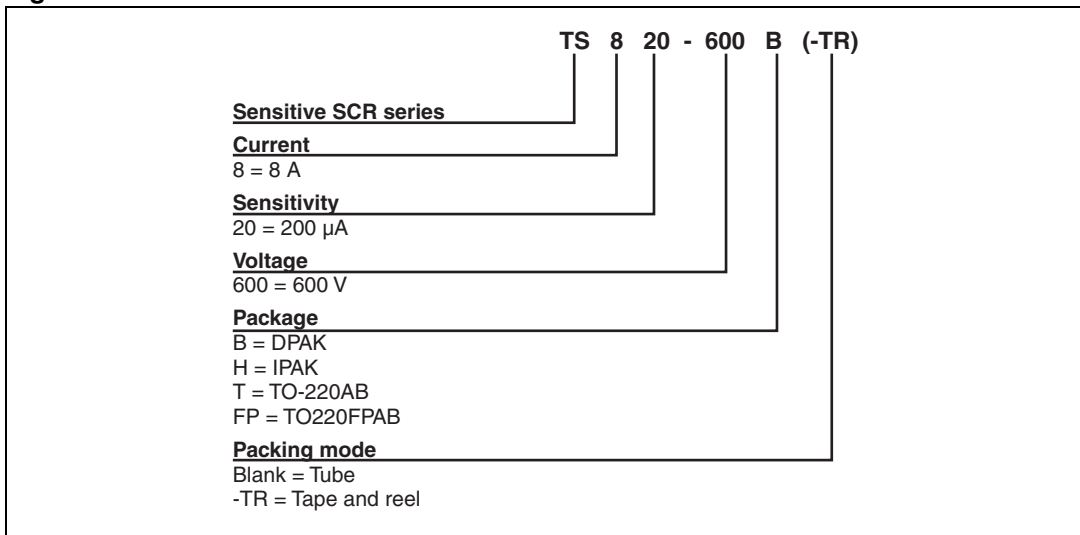 TS 8 20 - 600 B (-TR)
Sensitive SCR series
Current
8 = 8 A
Sensitivity
20 = 200 µA
Voltage
600 = 600 V
Package
B = DPAK
H = IPAK
T = TO-220AB
FP = TO220FPAB
Packing mode
Blank = Tube
-TR = Tape and reel